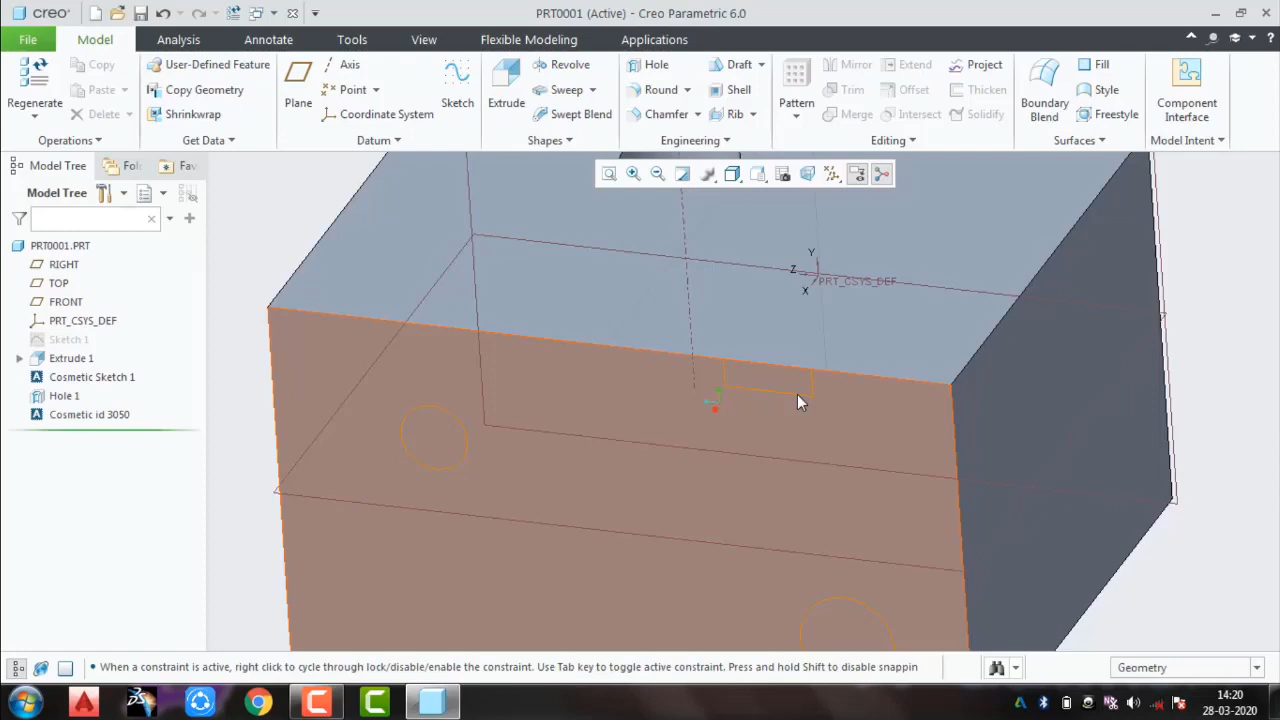 creo
PRT0001 (Active) - Creo Parametric 6.0
File Model Analysis Annotate Tools View Flexible Modeling Applications
Regenerate
Copy
Paste
Delete
Operations
User-Defined Feature
Copy Geometry
Shrinkwrap
Get Data
Plane
Axis
Point
Coordinate System
Sketch
Datum
Extrude
Revolve
Sweep
Swept Blend
Shapes
Hole
Round
Chamfer
Draft
Shell
Rib
Engineering
Pattern
Mirror
Trim
Merge
Extend
Offset
Intersect
Project
Thicken
Solidify
Editing
Boundary
Blend
Fill
Style
Freestyle
Surfaces
Component
Interface
Model Intent
Model Tree Fol Fav
Model Tree
PRT0001.PRT
RIGHT
TOP
FRONT
PRT_CSYS_DEF
Sketch 1
Extrude 1
Cosmetic Sketch 1
Hole 1
Cosmetic id 3050
Y
Z
X
PRT_CSYS_DEF
• When a constraint is active, right click to cycle through lock/disable/enable the constraint. Use Tab key to toggle active constraint. Press and hold Shift to disable snappin
Geometry
14:20
28-03-2020